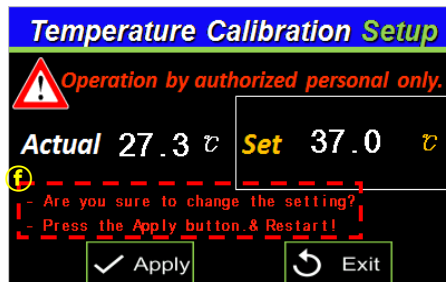 Temperature Calibration Setup
Operation by authorized personal only.
Actual 27.3 ℃ Set 37.0 ℃
f
- Are you sure to change the setting?
- Press the Apply button.& Restart!
Apply Exit